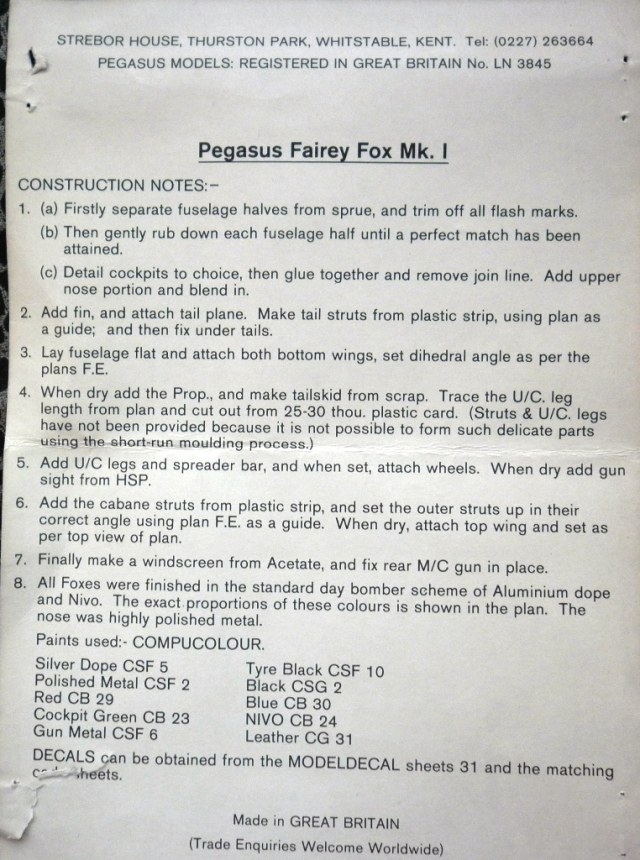 STREBOR HOUSE, THURSTON PARK, WHITSTABLE, KENT. Tel: (0227) 263664
PEGASUS MODELS: REGISTERED IN GREAT BRITAIN No. LN 3845
Pegasus Fairey Fox Mk. I
CONSTRUCTION NOTES:-
1. (a) Firstly separate fuselage halves from sprue, and trim off all flash marks.
(b) Then gently rub down each fuselage half until a perfect match has been
attained.
(c) Detail cockpits to choice, then glue together and remove join line. Add upper
nose portion and blend in.
2. Add fin, and attach tail plane. Make tail struts from plastic strip, using plan as
a guide; and then fix under tails.
3. Lay fuselage flat and attach both bottom wings, set dihedral angle as per the
plans F.E.
4. When dry add the Prop., and make tailskid from scrap. Trace the U/C. leg
length from plan and cut out from 25-30 thou. plastic card. (Struts & U/C. legs
have not been provided because it is not possible to form such delicate parts
using the short-run moulding process.)
5. Add U/C legs and spreader bar, and when set, attach wheels. When dry add gun
sight from HSP.
6. Add the cabane struts from plastic strip, and set the outer struts up in their
correct angle using plan F.E. as a guide. When dry, attach top wing and set as
per top view of plan.
7. Finally make a windscreen from Acetate, and fix rear M/C gun in place.
8. All Foxes were finished in the standard day bomber scheme of Aluminium dope
and Nivo. The exact proportions of these colours is shown in the plan. The
nose was highly polished metal.
Paints used:- COMPUCOLOUR.
Silver Dope CSF 5
Polished Metal CSF 2
Red CB 29
Cockpit Green CB 23
Gun Metal CSF 6
Tyre Black CSF 10
Black CSG 2
Blue CB 30
NIVO CB 24
Leather CG 31
DECALS can be obtained from the MODELDECAL sheets 31 and the matching
heets.
Made in GREAT BRITAIN
(Trade Enquiries Welcome Worldwide)